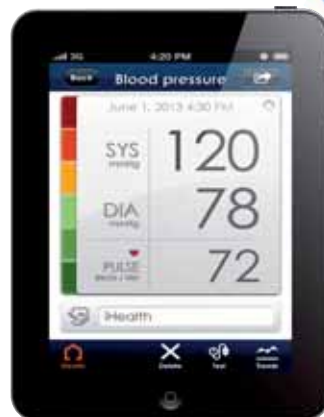 3G 4:20 PM
Back Blood pressure
June 1, 2013 4:30 PM
SYS 120
mmHg
DIA 78
mmHg
PULSE 72
iHealth
Delete Test Trends